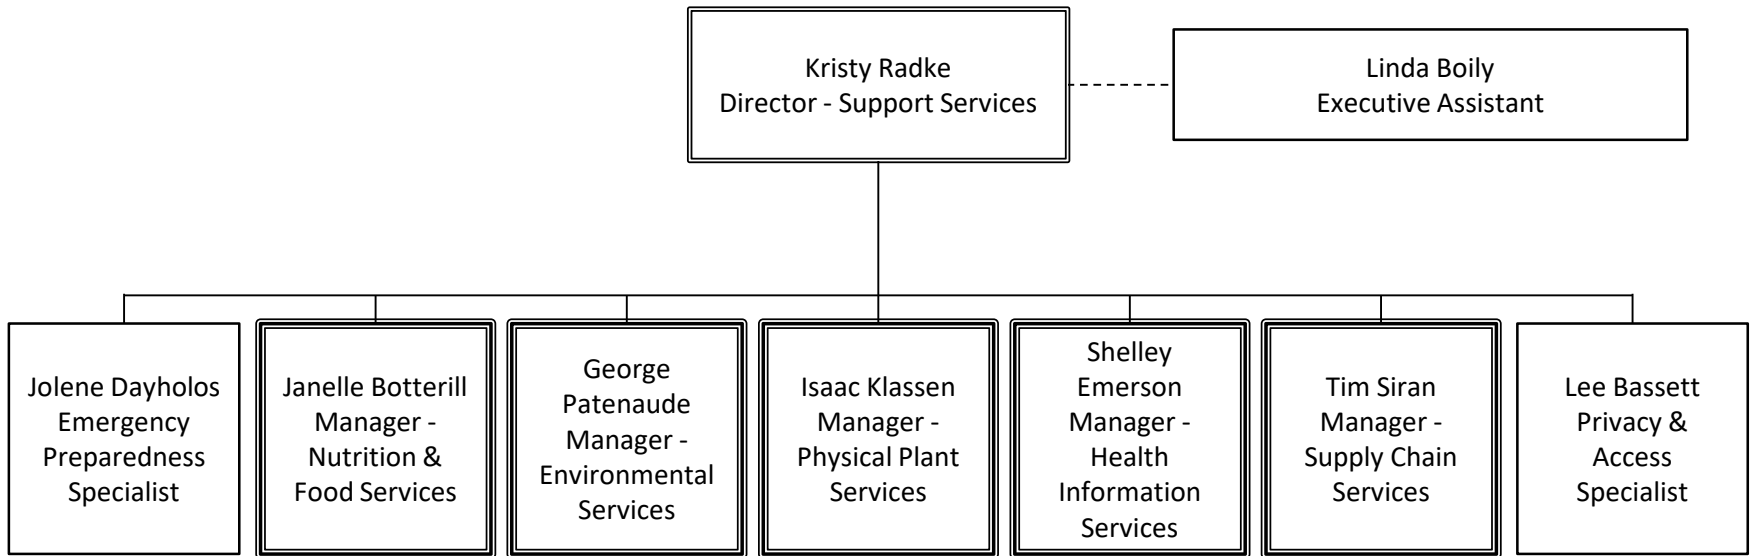 Kristy Radke
Director - Support Services
Linda Boily
Executive Assistant
Jolene Dayholos
Emergency
Preparedness
Specialist
Janelle Botterill
Manager -
Nutrition &
Food Services
George
Patenaude
Manager -
Environmental
Services
Isaac Klassen
Manager -
Physical Plant
Services
Shelley
Emerson
Manager -
Health
Information
Services
Tim Siran
Manager -
Supply Chain
Services
Lee Bassett
Privacy &
Access
Specialist